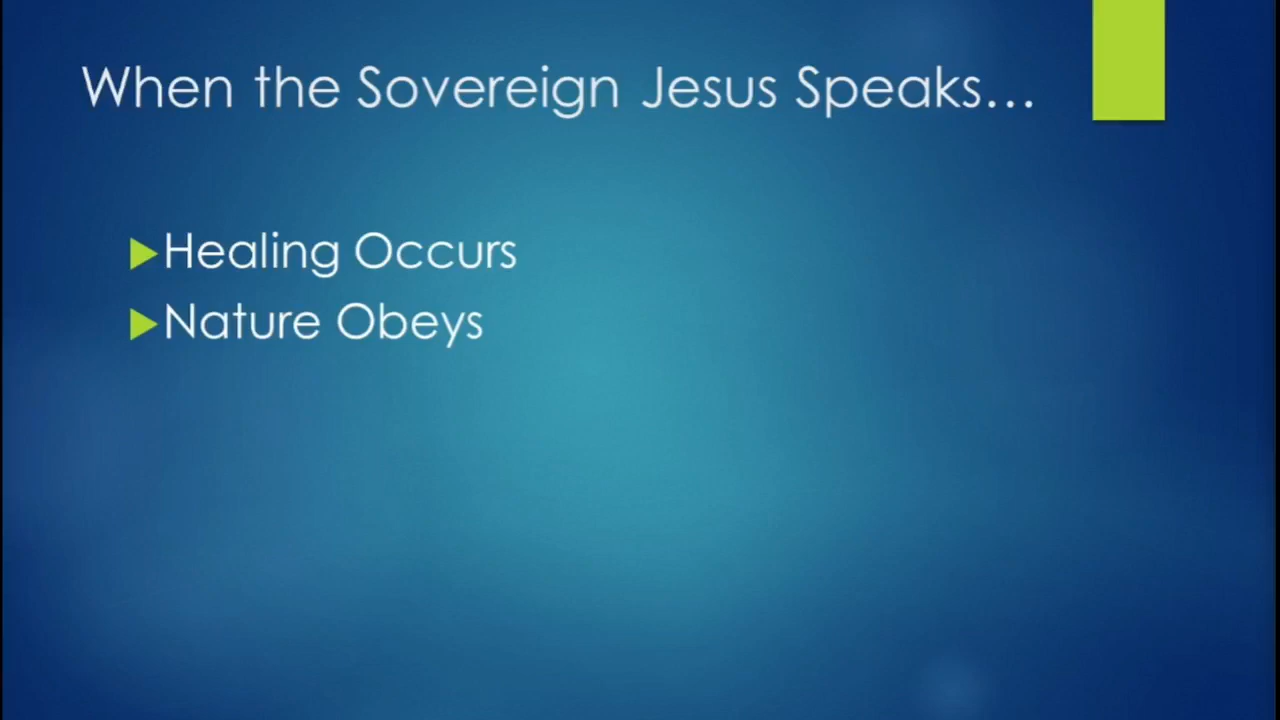 When the Sovereign Jesus Speaks…
Healing Occurs
Nature Obeys